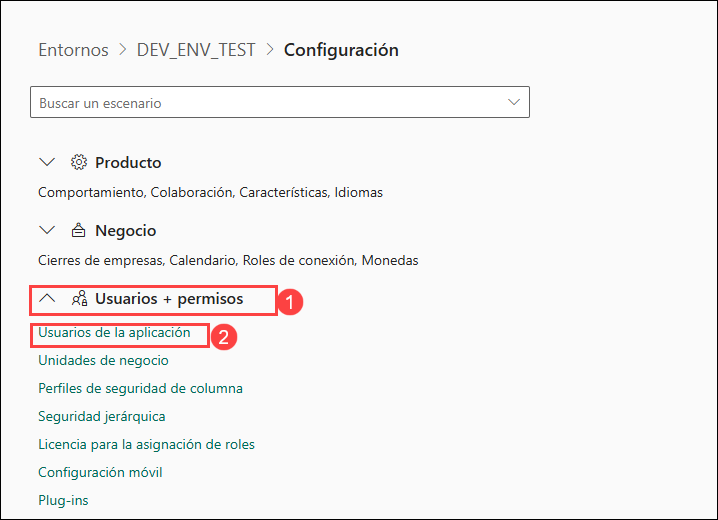 Entornos > DEV_ENV_TEST > Configuración
Buscar un escenario
Producto
Comportamiento, Colaboración, Características, Idiomas
Negocio
Cierres de empresas, Calendario, Roles de conexión, Monedas
Usuarios + permisos 1
Usuarios de la aplicación 2
Unidades de negocio
Perfiles de seguridad de columna
Seguridad jerárquica
Licencia para la asignación de roles
Configuración móvil
Plug-ins